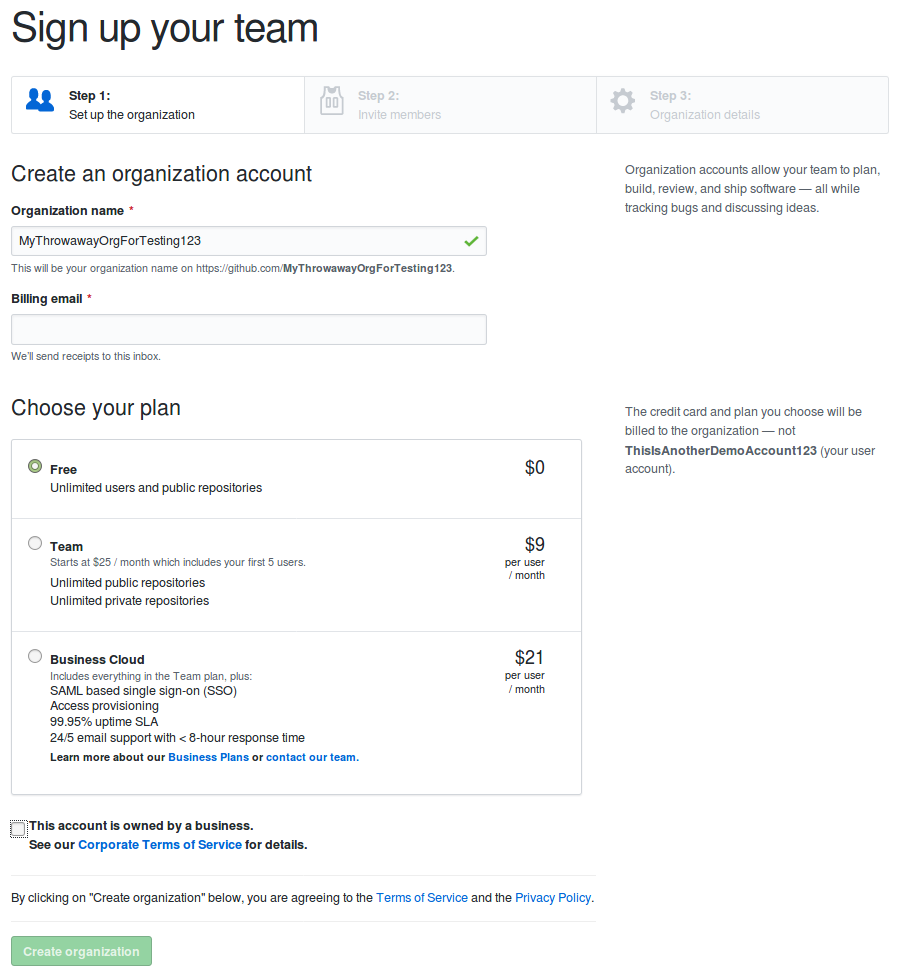 Sign up your team
Step 1:
Set up the organization
Step 2:
Invite members
Step 3:
Organization details
Create an organization account
Organization name *
MyThrowawayOrgForTesting123
This will be your organization name on https://github.com/MyThrowawayOrgForTesting123.
Billing email *
We'll send receipts to this inbox.
Organization accounts allow your team to plan,
build, review, and ship software — all while
tracking bugs and discussing ideas.
Choose your plan
Free
$0
Unlimited users and public repositories
Team
$9
per user
/ month
Starts at $25 / month which includes your first 5 users.
Unlimited public repositories
Unlimited private repositories
Business Cloud
$21
per user
/ month
Includes everything in the Team plan, plus:
SAML based single sign-on (SSO)
Access provisioning
99.95% uptime SLA
24/5 email support with < 8-hour response time
Learn more about our Business Plans or contact our team.
The credit card and plan you choose will be
billed to the organization — not
ThisIsAnotherDemoAccount123 (your user
account).
This account is owned by a business.
See our Corporate Terms of Service for details.
By clicking on "Create organization" below, you are agreeing to the Terms of Service and the Privacy Policy.
Create organization